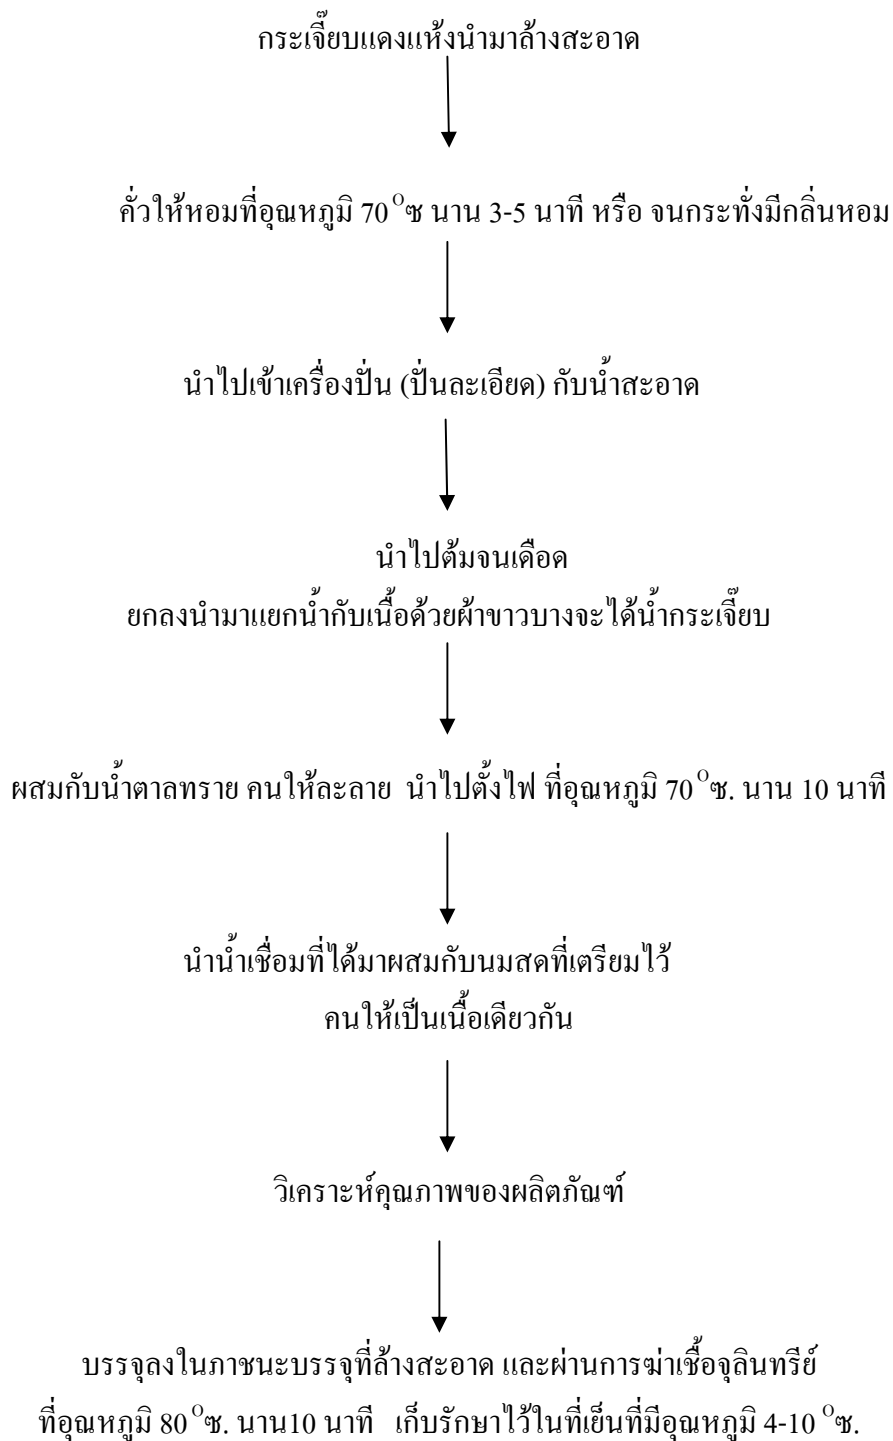 กระเจี๊ยบแดงแห้งนำมาล้างสะอาด
คั่วให้หอมที่อุณหภูมิ 70 ⁰ซ นาน 3-5 นาที หรือ จนกระทั่งมีกลิ่นหอม
นำไปเข้าเครื่องปั่น (ปั่นละเอียด) กับน้ำสะอาด
นำไปต้มจนเดือด
ยกลงนำมาแยกน้ำกับเนื้อด้วยผ้าขาวบางจะได้น้ำกระเจี๊ยบ
ผสมกับน้ำตาลทราย คนให้ละลาย นำไปตั้งไฟ ที่อุณหภูมิ 70 ⁰ซ. นาน 10 นาที
นำน้ำเชื่อมที่ได้มาผสมกับนมสดที่เตรียมไว้
คนให้เป็นเนื้อเดียวกัน
วิเคราะห์คุณภาพของผลิตภัณฑ์
บรรจุลงในภาชนะบรรจุที่ล้างสะอาด และผ่านการฆ่าเชื้อจุลินทรีย์
ที่อุณหภูมิ 80 ⁰ซ. นาน10 นาที เก็บรักษาไว้ในที่เย็นที่มีอุณหภูมิ 4-10 ⁰ซ.